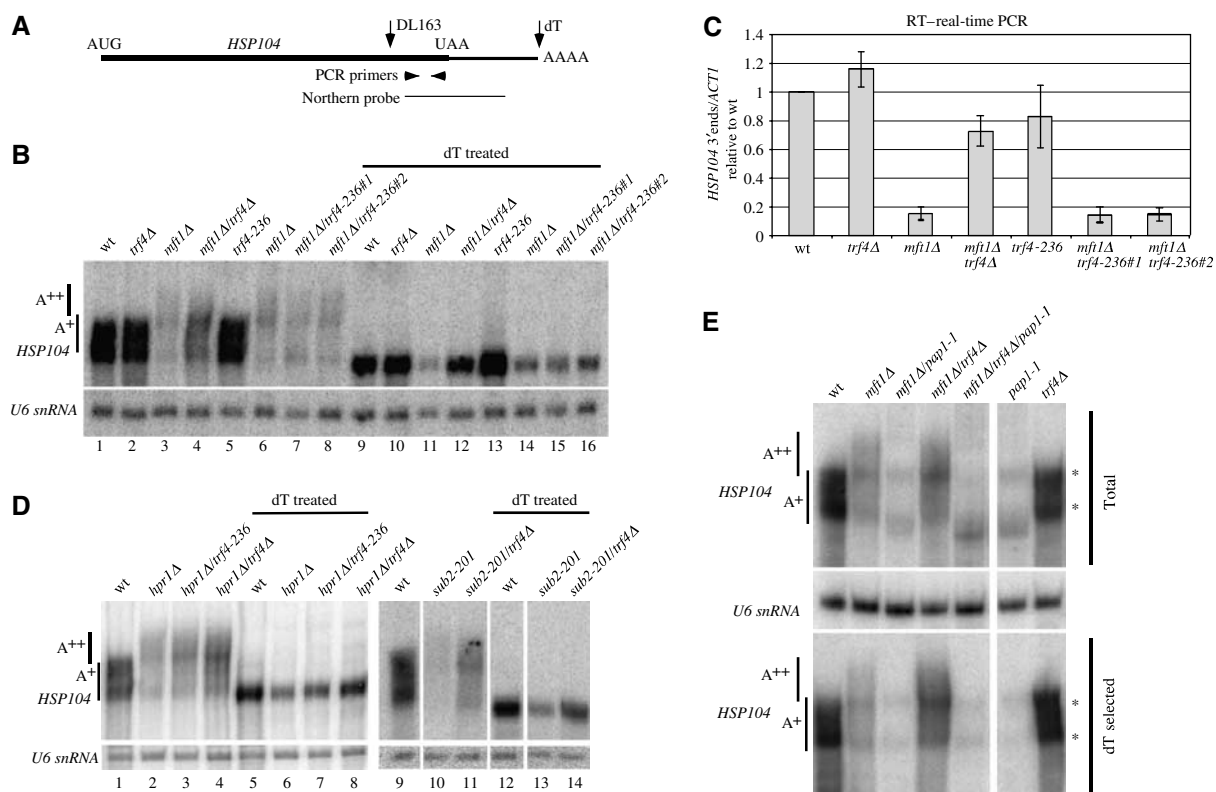 A
DL163
dT
AUG
HSP104
UAA
AAAA
PCR primers
Northern probe
B
dT treated
wt
trf4Δ
mft1Δ
mft1Δ/trf4Δ
trf4-236
mft1Δ
mft1Δ/trf4-236#1
mft1Δ/trf4-236#2
wt
trf4Δ
mft1Δ
mft1Δ/trf4Δ
trf4-236
mft1Δ
mft1Δ/trf4-236#1
mft1Δ/trf4-236#2
A++
A+
HSP104
U6 snRNA
1 2 3 4 5 6 7 8 9 10 11 12 13 14 15 16
C
RT–real-time PCR
HSP104 3′ends/ACT1
relative to wt
1.4
1.2
1
0.8
0.6
0.4
0.2
0
wt
trf4Δ
mft1Δ
mft1Δ
trf4Δ
trf4-236
mft1Δ
trf4-236#1
mft1Δ
trf4-236#2
D
dT treated
dT treated
wt
hpr1Δ
hpr1Δ/trf4-236
hpr1Δ/trf4Δ
wt
hpr1Δ
hpr1Δ/trf4-236
hpr1Δ/trf4Δ
wt
sub2-201
sub2-201/trf4Δ
wt
sub2-201
sub2-201/trf4Δ
A++
A+
HSP104
U6 snRNA
1 2 3 4 5 6 7 8 9 10 11 12 13 14
E
wt
mft1Δ
mft1Δ/pap1-1
mft1Δ/trf4Δ
mft1Δ/trf4Δ/pap1-1
pap1-1
trf4Δ
A++
HSP104
A+
*
*
Total
U6 snRNA
A++
HSP104
A+
*
*
dT selected